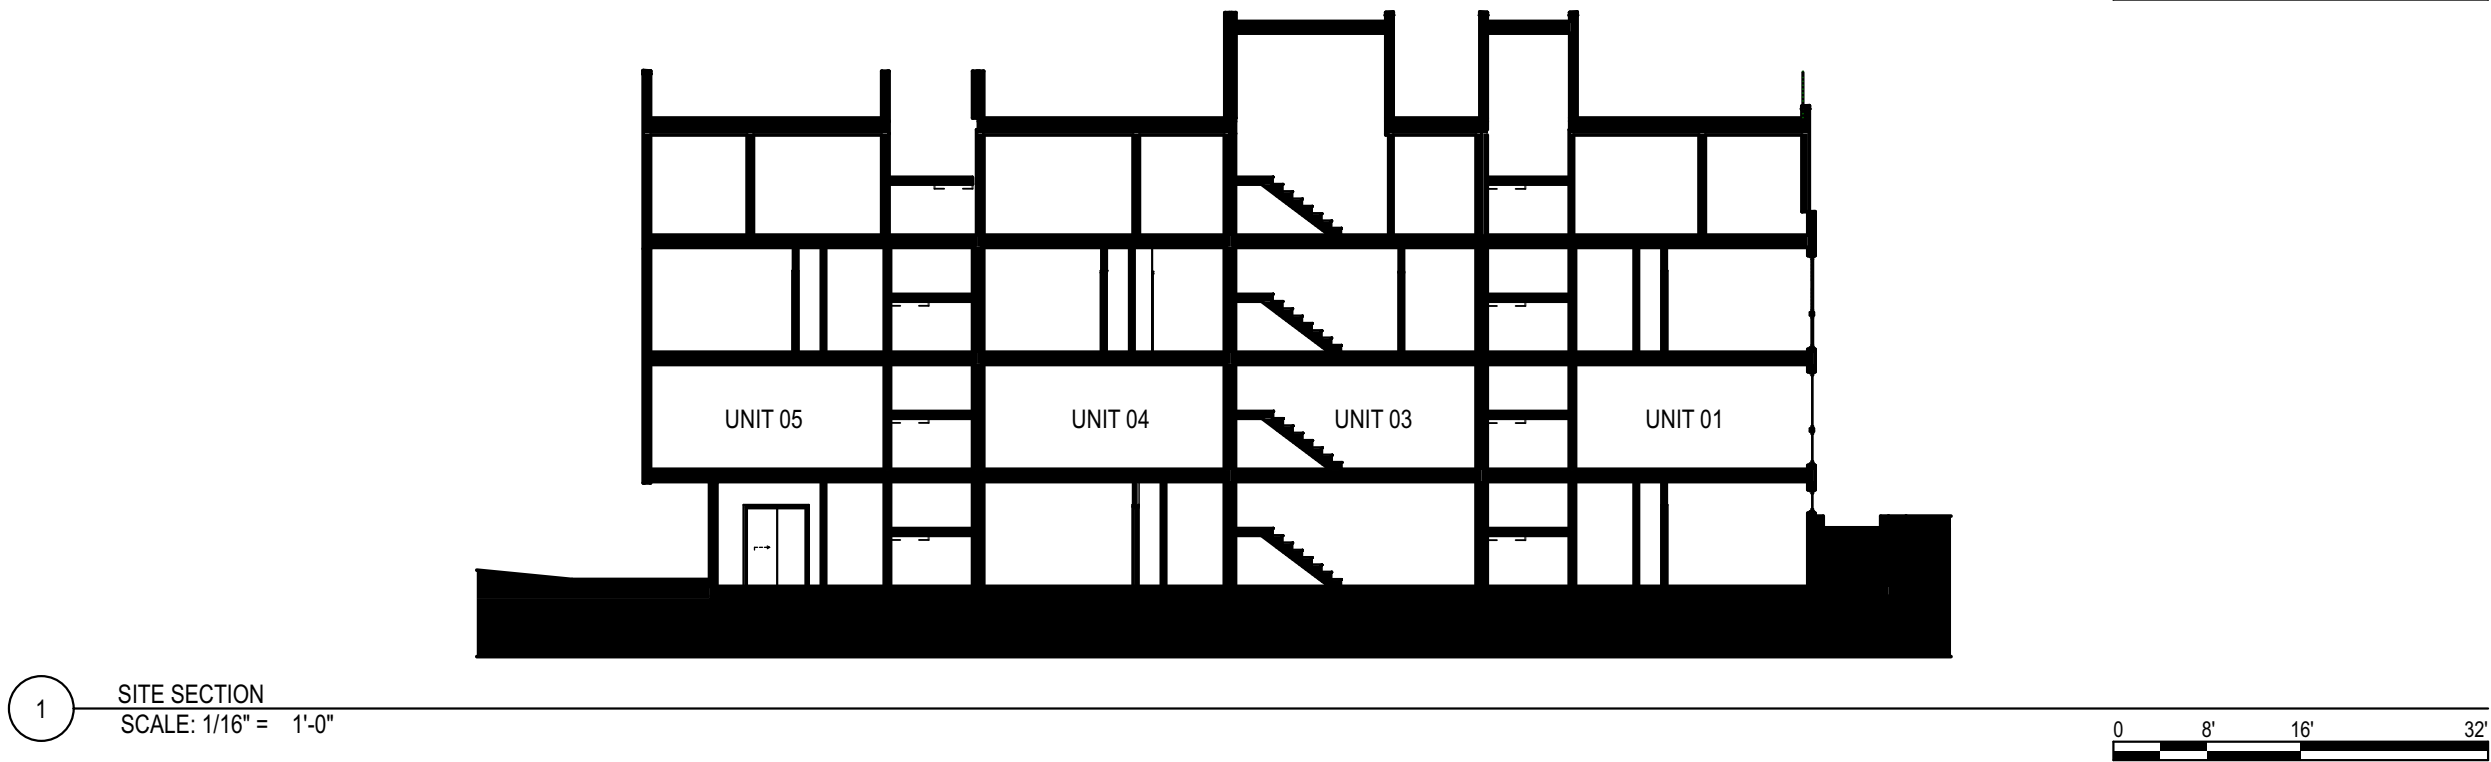 UNIT 05 UNIT 04 UNIT 03 UNIT 01
1
SITE SECTION
SCALE: 1/16" = 1'-0"
0 8' 16' 32'